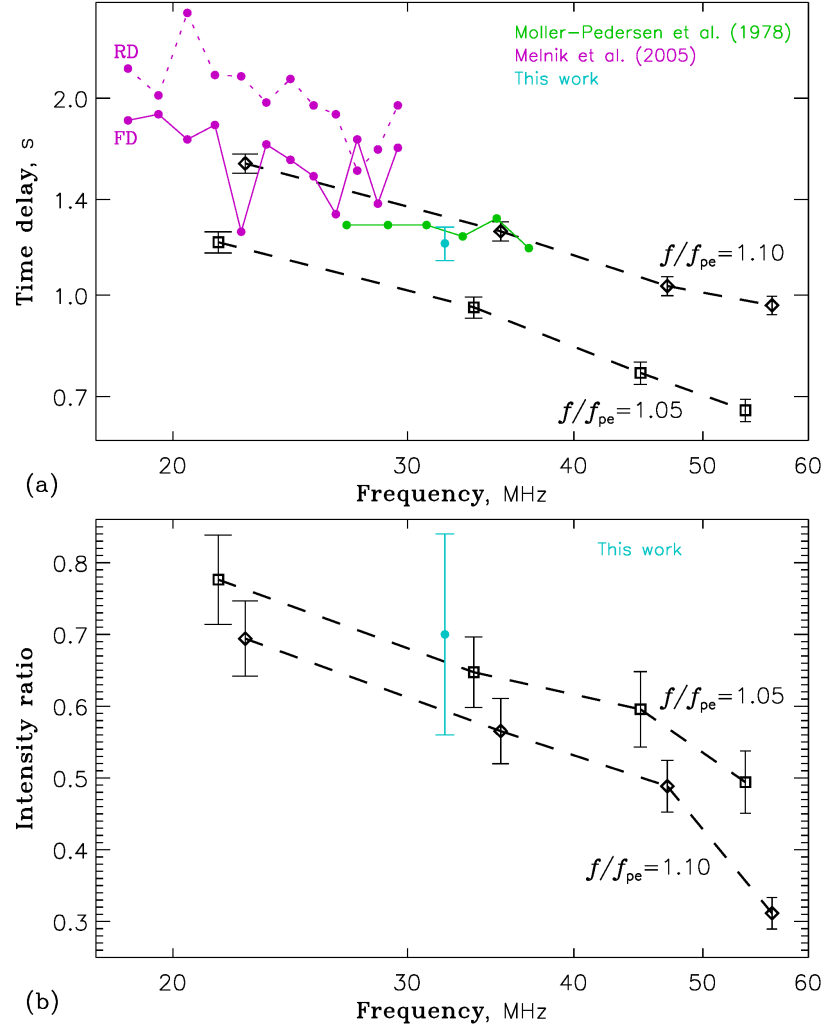 Moller-Pedersen et al. (1978)
Melnik et al. (2005)
This work
RD
FD
2.0
1.4
1.0
0.7
Time delay, s
f/fpe=1.10
f/fpe=1.05
20
30
40
50
60
Frequency, MHz
(a)
This work
0.8
0.7
0.6
0.5
0.4
0.3
Intensity ratio
f/fpe=1.05
f/fpe=1.10
20
30
40
50
60
Frequency, MHz
(b)